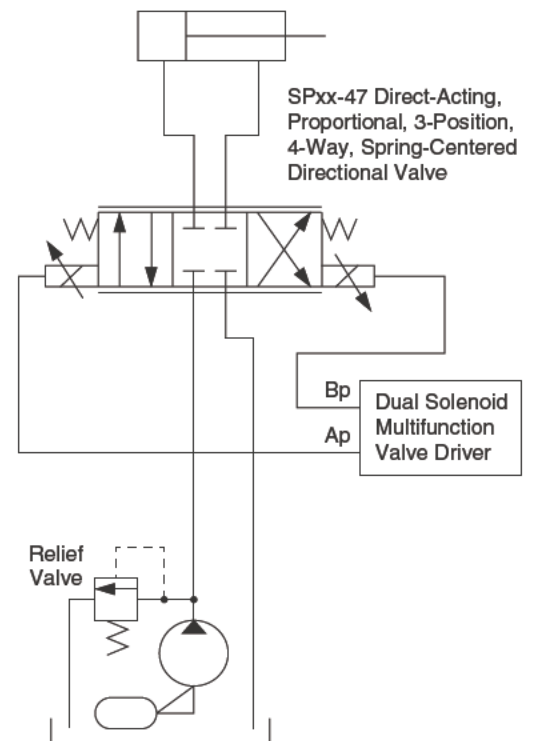 SPxx-47 Direct-Acting,
Proportional, 3-Position,
4-Way, Spring-Centered
Directional Valve
Bp
Ap
Dual Solenoid
Multifunction
Valve Driver
Relief
Valve